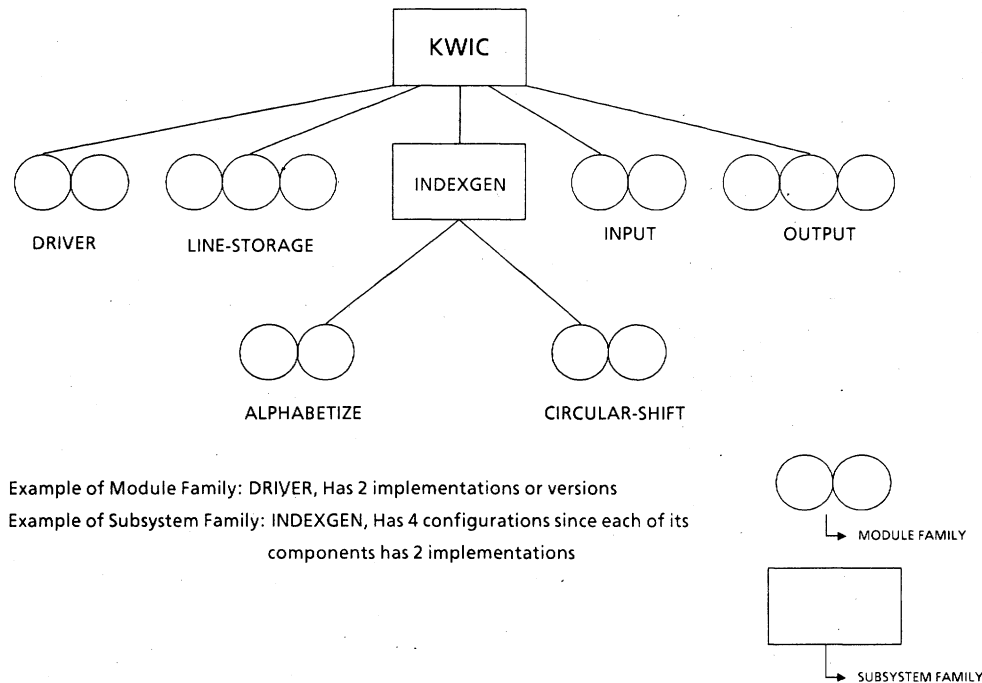 KWIC
INDEXGEN
DRIVER
LINE-STORAGE
INPUT
OUTPUT
ALPHABETIZE
CIRCULAR-SHIFT
Example of Module Family: DRIVER, Has 2 implementations or versions
Example of Subsystem Family: INDEXGEN, Has 4 configurations since each of its
components has 2 implementations
MODULE FAMILY
SUBSYSTEM FAMILY